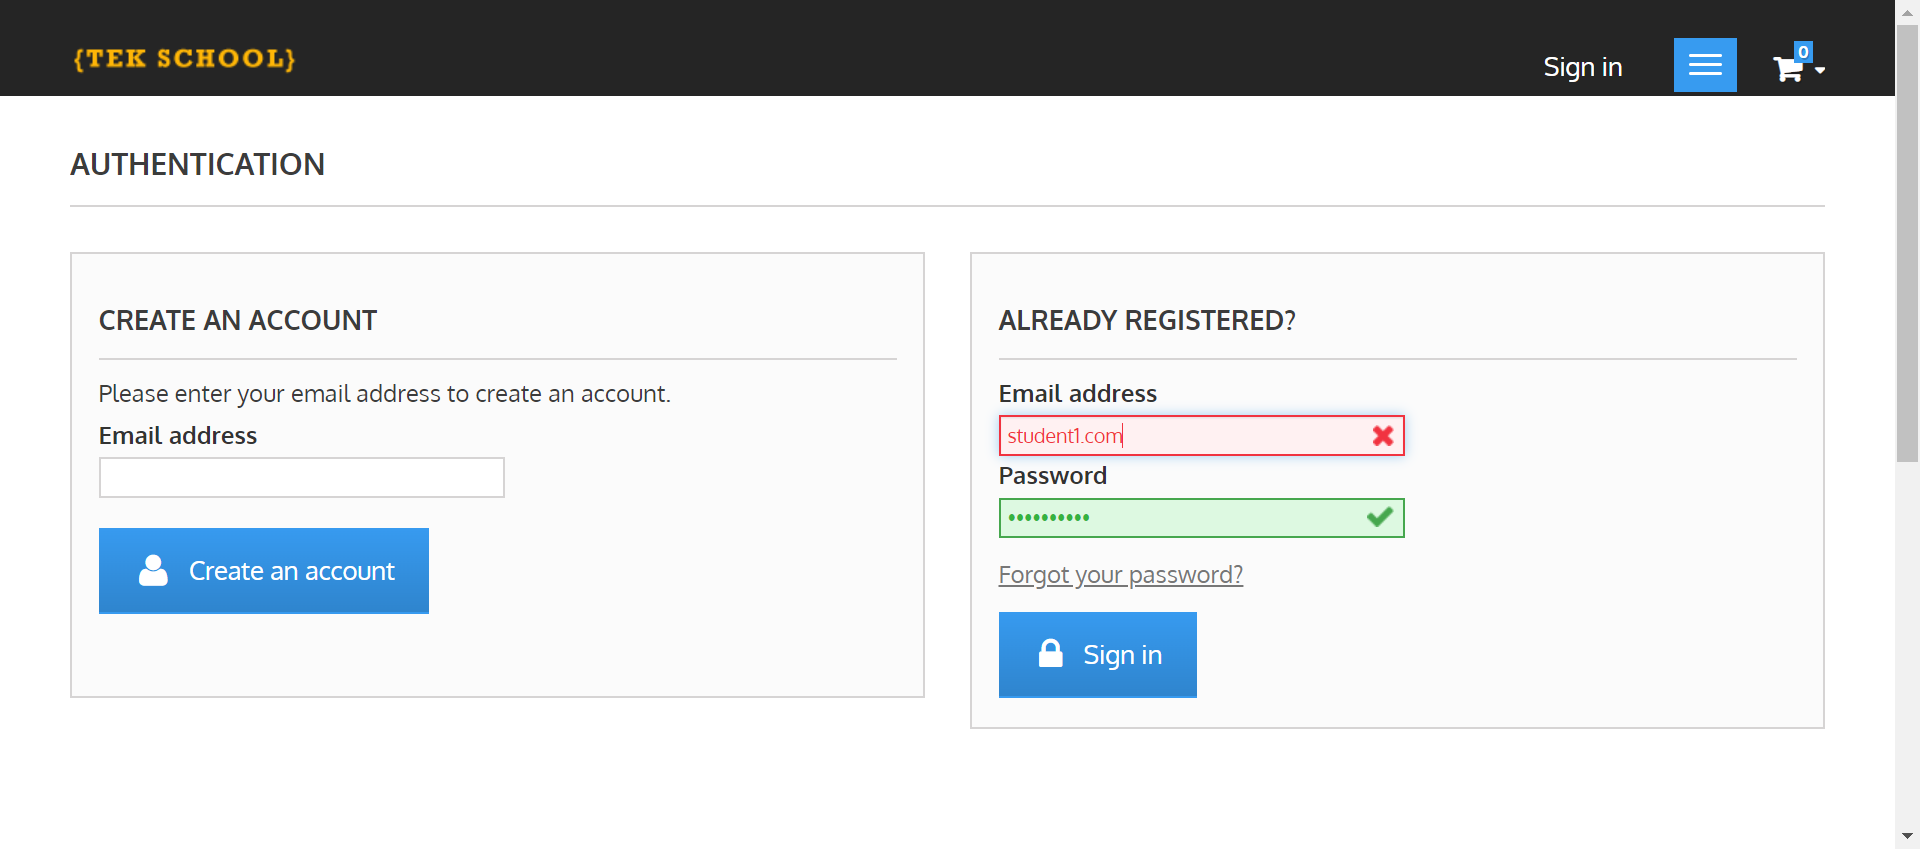 {TEK SCHOOL}
Sign in
0
AUTHENTICATION
CREATE AN ACCOUNT
Please enter your email address to create an account.
Email address
Create an account
ALREADY REGISTERED?
Email address
student1.com
Password
••••••••••
Forgot your password?
Sign in